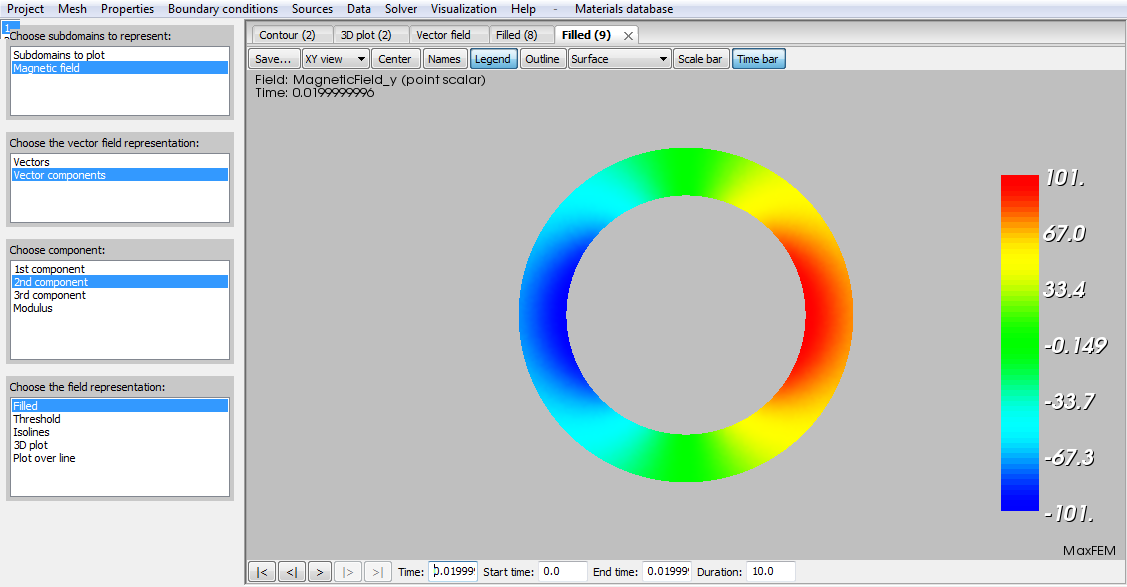 Project Mesh Properties Boundary conditions Sources Data Solver Visualization Help - Materials database
1
Choose subdomains to represent:
Subdomains to plot
Magnetic field
Choose the vector field representation:
Vectors
Vector components
Choose component:
1st component
2nd component
3rd component
Modulus
Choose the field representation:
Filled
Threshold
Isolines
3D plot
Plot over line
Contour (2) 3D plot (2) Vector field Filled (8) Filled (9)
Save... XY view Center Names Legend Outline Surface Scale bar Time bar
Field: MagneticField_y (point scalar)
Time: 0.0199999996
101.
67.0
33.4
-0.149
-33.7
-67.3
-101.
MaxFEM
|< <| > |> >| Time: 0.01999 Start time: 0.0 End time: 0.01999 Duration: 10.0